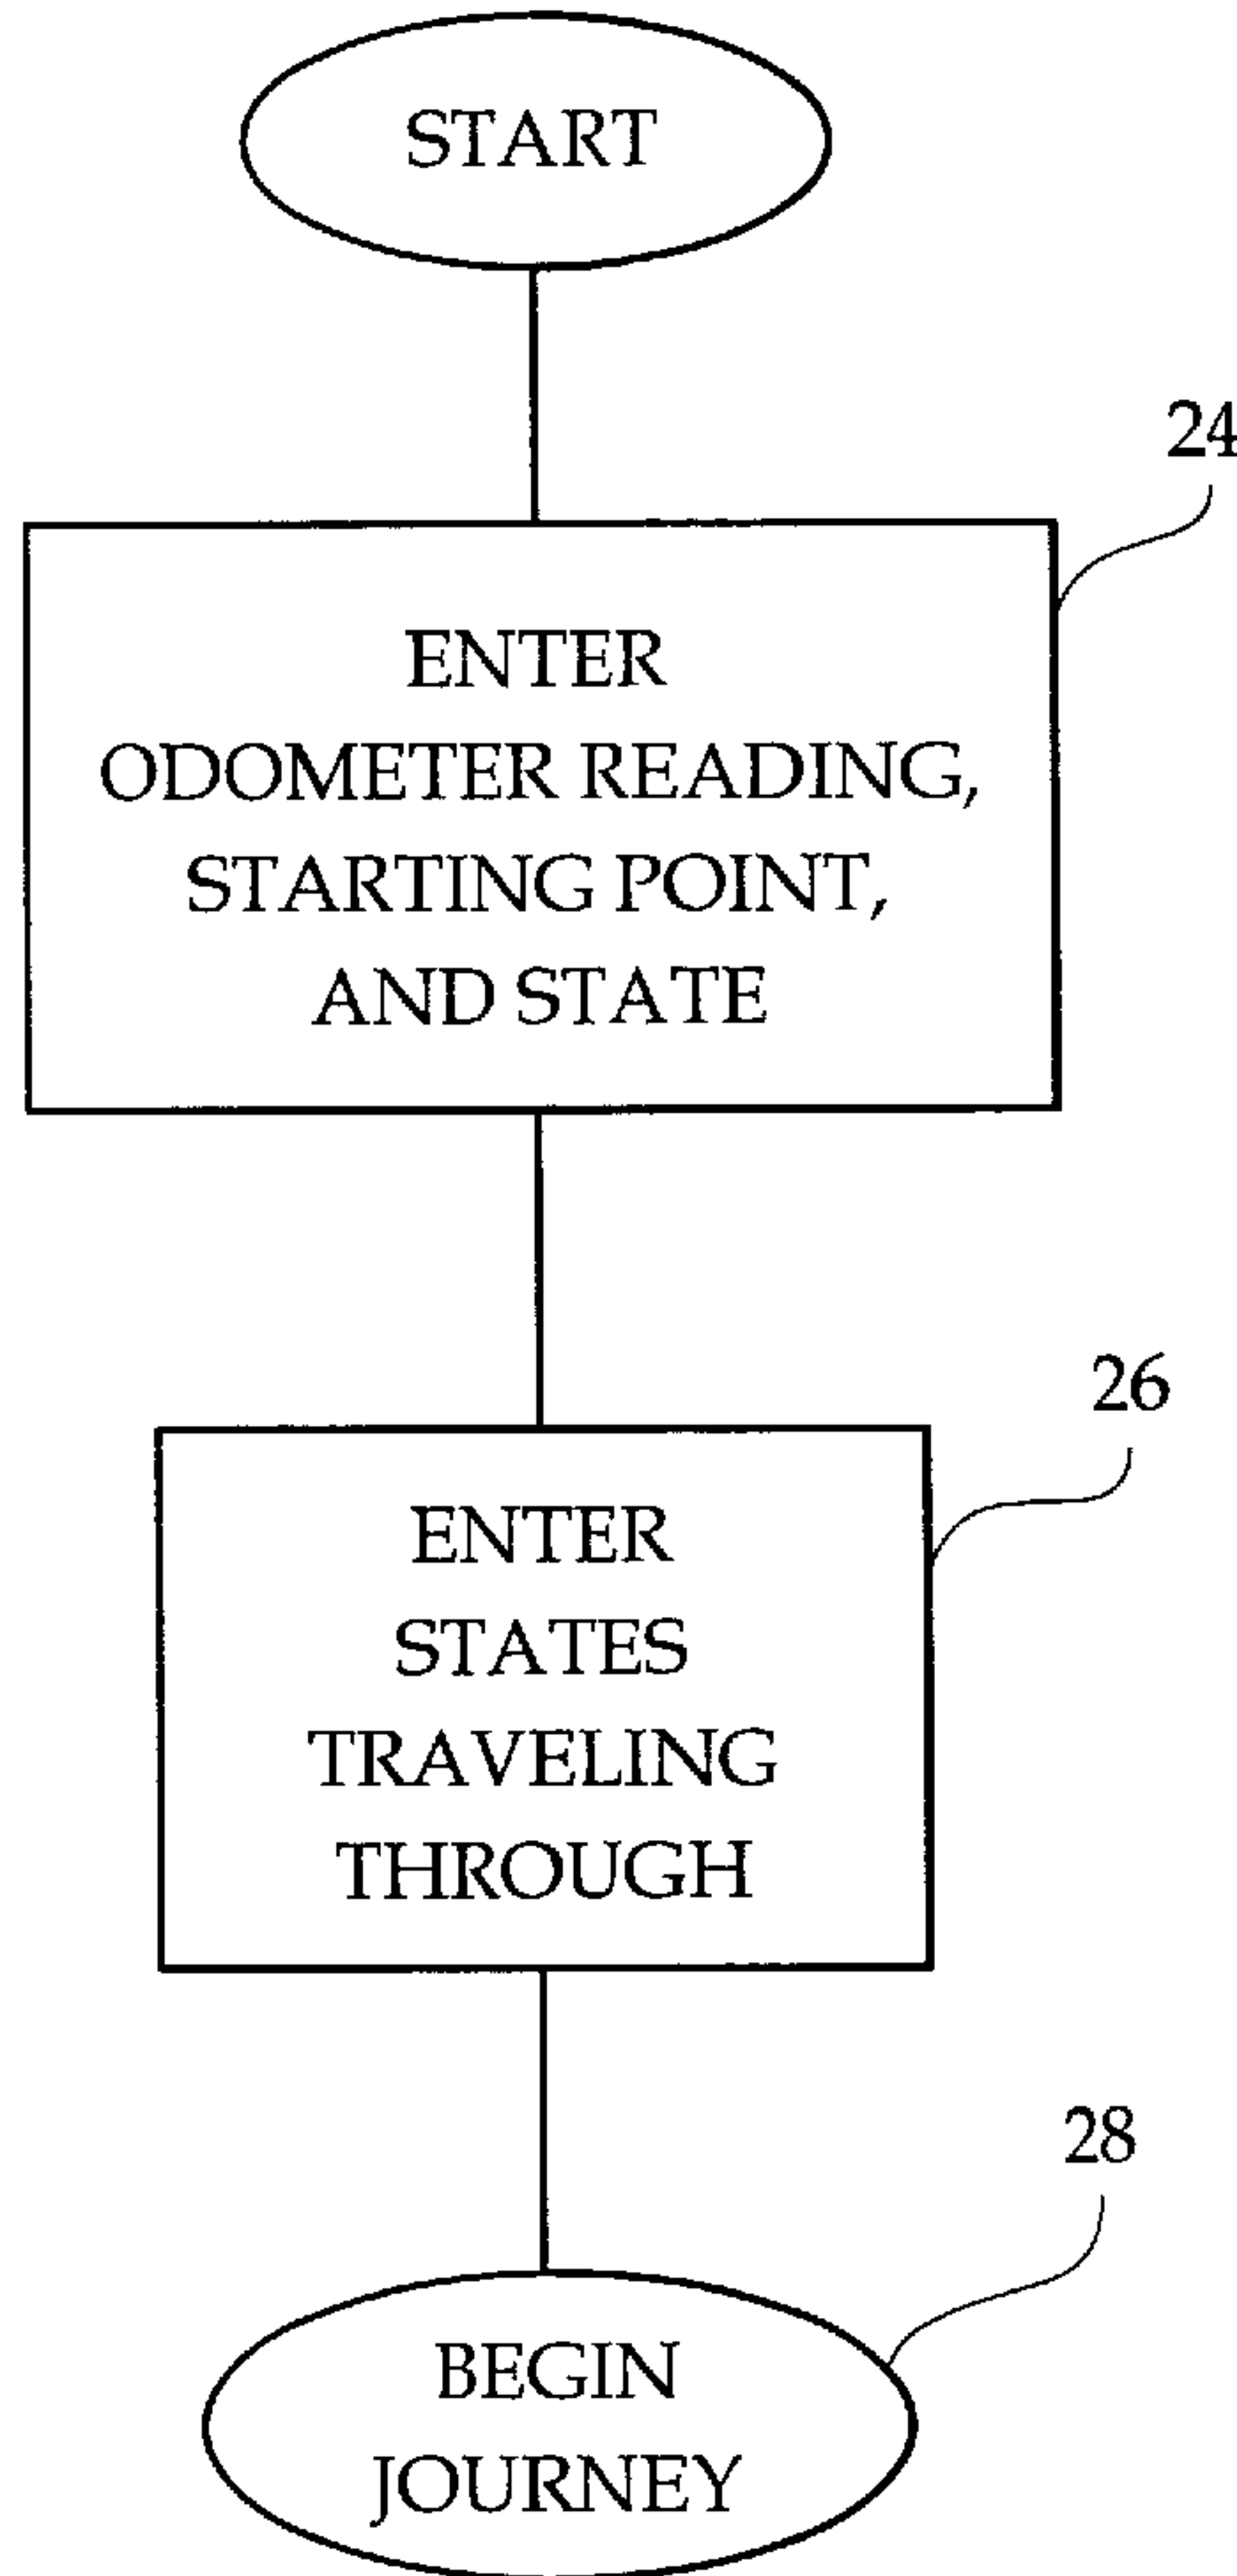 START
24
ENTER
ODOMETER READING,
STARTING POINT,
AND STATE
26
ENTER
STATES
TRAVELING
THROUGH
28
BEGIN
JOURNEY